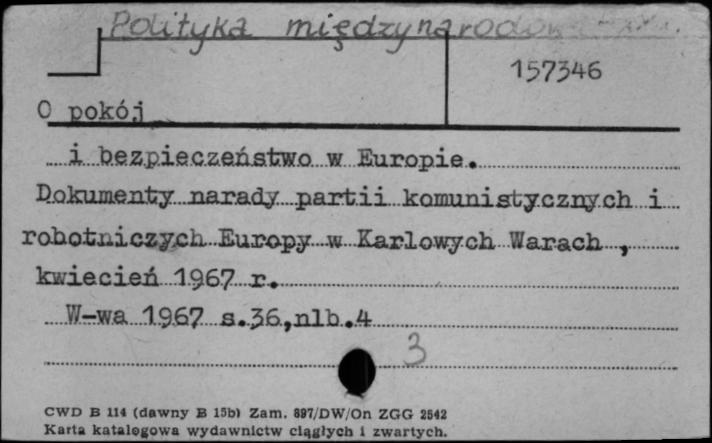 Polityka międzynarodowa
157346
O pokój
i bezpieczeństwo w Europie.
Dokumenty narady partii komunistycznych i
robotniczych Europy w Karlowych Warach ,
kwiecień 1967 r.
W-wa 1967 s.36,nlb.4
3
CWD B 114 (dawny B 15b) Zam. 897/DW/On ZGG 2542
Karta katalogowa wydawnictw ciągłych i zwartych.